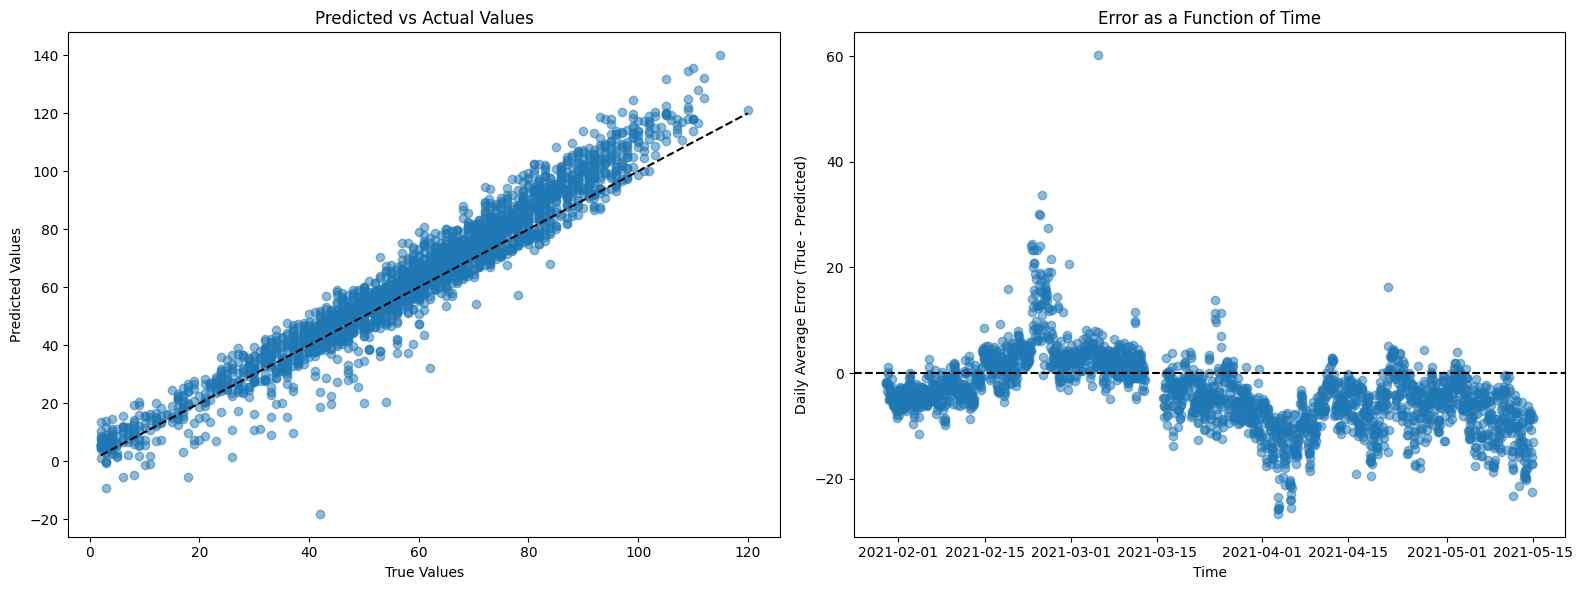 Predicted vs Actual Values
Predicted Values
140
120
100
80
60
40
20
0
−20
0 20 40 60 80 100 120
True Values
Error as a Function of Time
Daily Average Error (True - Predicted)
60
40
20
0
−20
2021-02-01 2021-02-15 2021-03-01 2021-03-15 2021-04-01 2021-04-15 2021-05-01 2021-05-15
Time